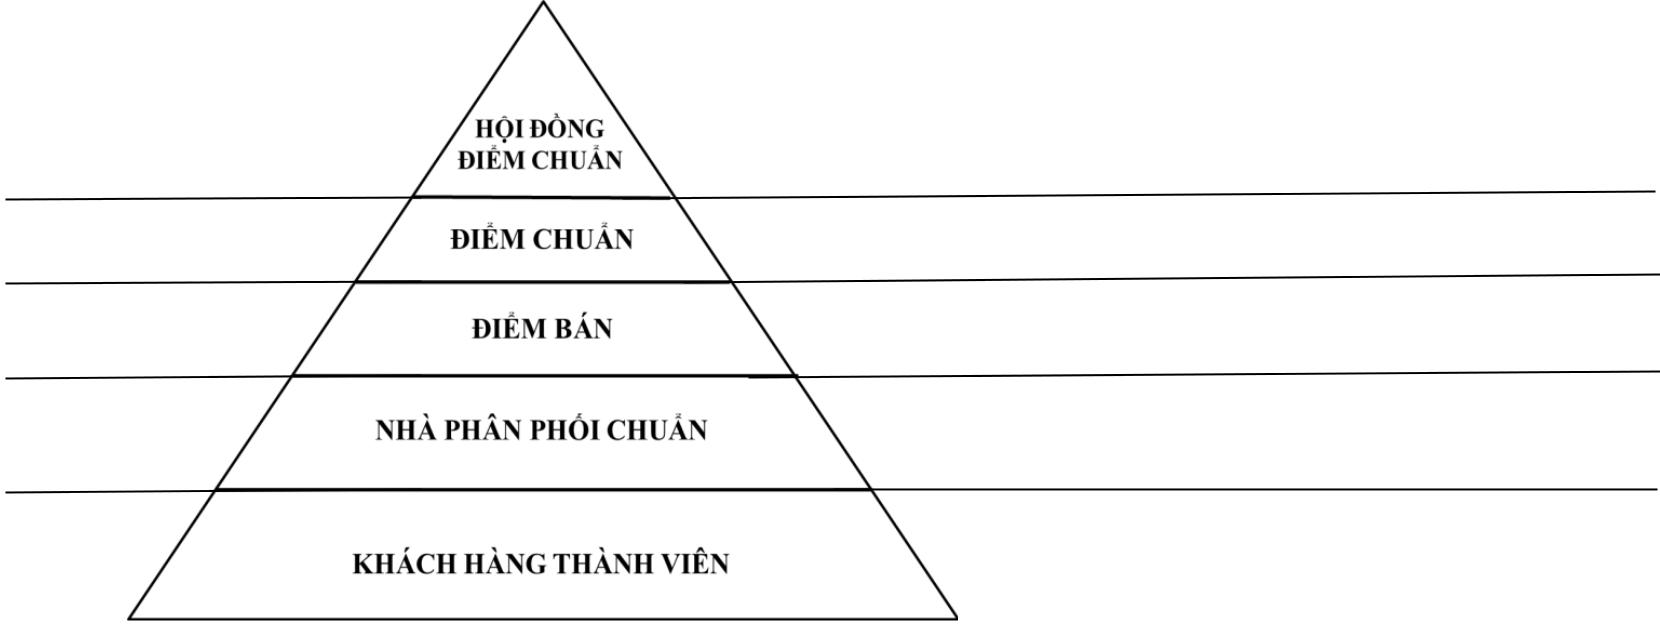 HỘI ĐỒNG
ĐIỂM CHUẨN
ĐIỂM CHUẨN
ĐIỂM BÁN
NHÀ PHÂN PHỐI CHUẨN
KHÁCH HÀNG THÀNH VIÊN